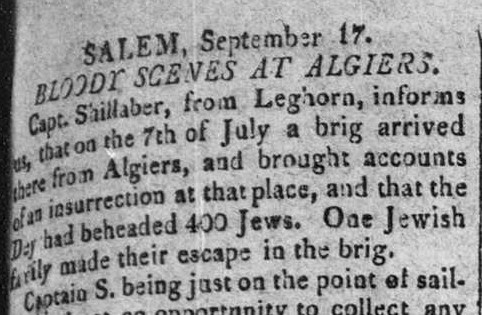 SALEM, September 17.
BLOODY SCENES AT ALGIERS.
Capt. Shillaber, from Leghorn, informs
us, that on the 7th of July a brig arrived
there from Algiers, and brought accounts
of an insurrection at that place, and that the
Dey had beheaded 400 Jews. One Jewish
family made their escape in the brig.
Captain S. being just on the point of sail-
an opportunity to collect any